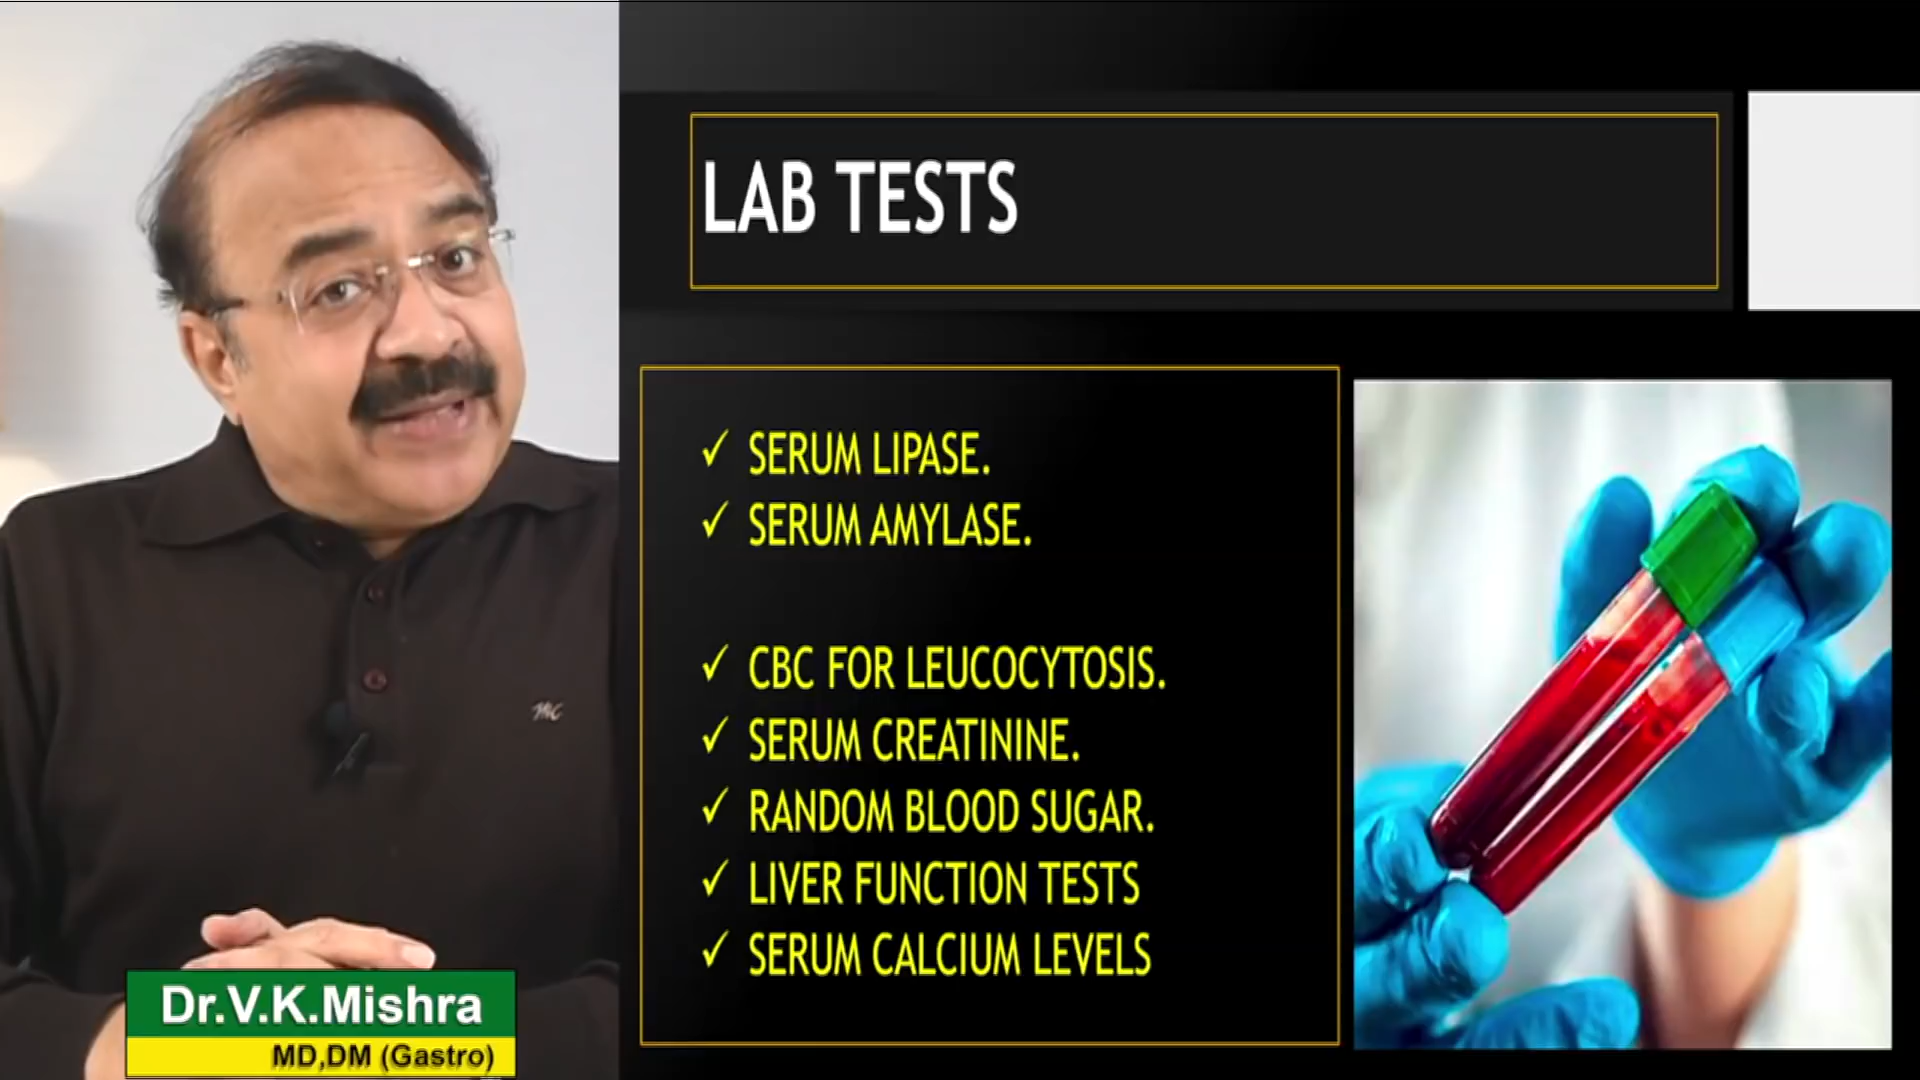 LAB TESTS
✓ SERUM LIPASE.
✓ SERUM AMYLASE.
✓ CBC FOR LEUCOCYTOSIS.
✓ SERUM CREATININE.
✓ RANDOM BLOOD SUGAR.
✓ LIVER FUNCTION TESTS
✓ SERUM CALCIUM LEVELS
Dr.V.K.Mishra
MD,DM (Gastro)